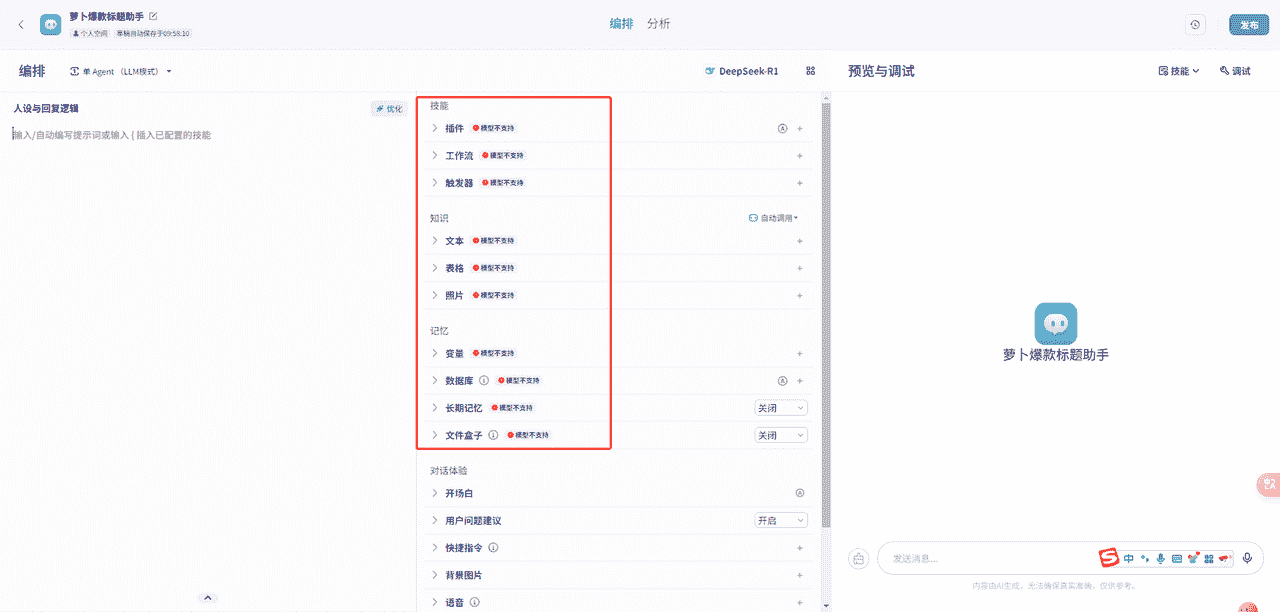 萝卜爆款标题助手
个人空间 草稿自动保存于09:58:10
编排 分析
发布
编排 单 Agent (LLM模式) DeepSeek-R1
预览与调试 技能 调试
人设与回复逻辑 优化
输入/自动编写提示词或输入 { 插入已配置的技能
技能
插件 模型不支持
工作流 模型不支持
触发器 模型不支持
知识 自动调用
文本 模型不支持
表格 模型不支持
照片 模型不支持
记忆
变量 模型不支持
数据库 模型不支持
长期记忆 模型不支持 关闭
文件盒子 模型不支持 关闭
对话体验
开场白
用户问题建议 开启
快捷指令
背景图片
语音
萝卜爆款标题助手
发送消息...
中
内容由AI生成，无法确保真实准确，仅供参考。